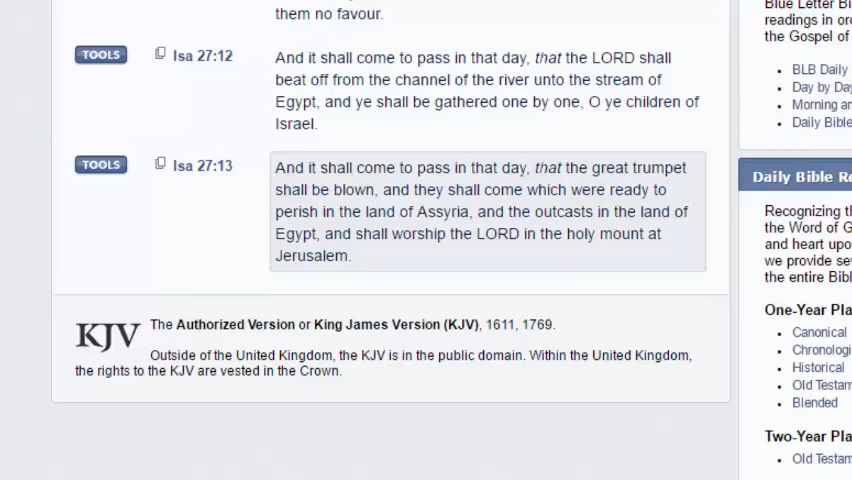 them no favour.
TOOLS Isa 27:12 And it shall come to pass in that day, that the LORD shall
beat off from the channel of the river unto the stream of
Egypt, and ye shall be gathered one by one, O ye children of
Israel.
TOOLS Isa 27:13 And it shall come to pass in that day, that the great trumpet
shall be blown, and they shall come which were ready to
perish in the land of Assyria, and the outcasts in the land of
Egypt, and shall worship the LORD in the holy mount at
Jerusalem.
KJV The Authorized Version or King James Version (KJV), 1611, 1769.
Outside of the United Kingdom, the KJV is in the public domain. Within the United Kingdom,
the rights to the KJV are vested in the Crown.
Blue Letter Bi
readings in or
the Gospel of
BLB Daily
Day by Day
Morning an
Daily Bible
Daily Bible Re
Recognizing th
the Word of G
and heart upo
we provide se
the entire Bib
One-Year Pla
Canonical
Chronologi
Historical
Old Testam
Blended
Two-Year Pla
Old Testam